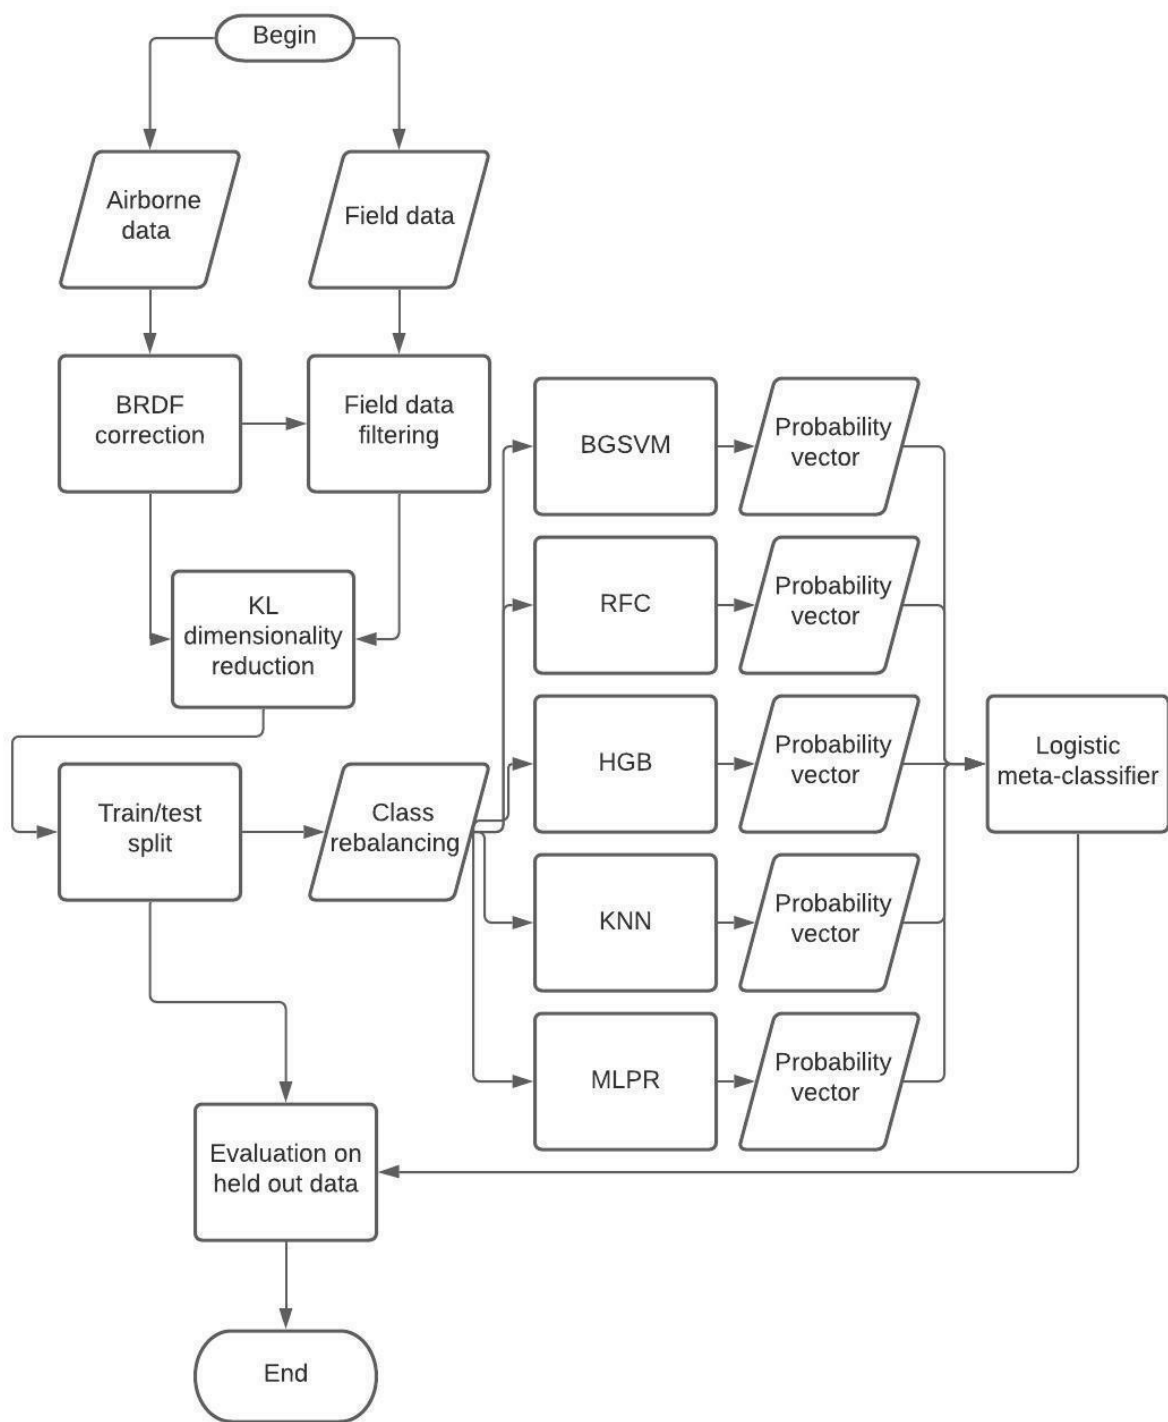 Begin
Airborne
data
Field data
BRDF
correction
Field data
filtering
KL
dimensionality
reduction
Train/test
split
Class
rebalancing
BGSVM
Probability
vector
RFC
Probability
vector
HGB
Probability
vector
KNN
Probability
vector
MLPR
Probability
vector
Logistic
meta-classifier
Evaluation on
held out data
End